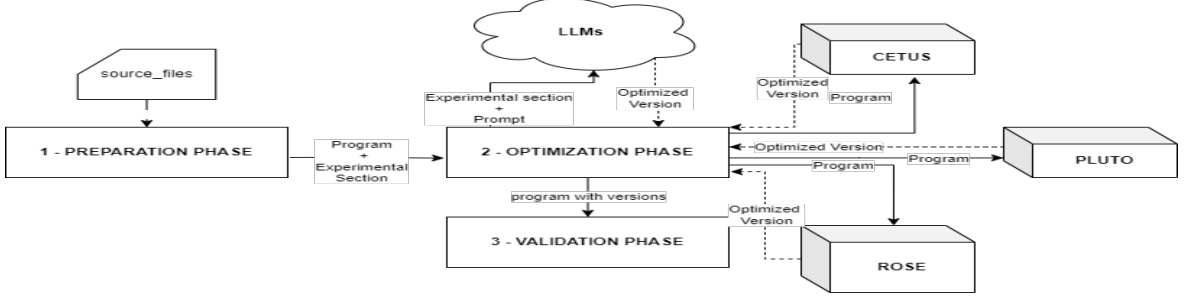 LLMs
CETUS
source_files
Optimized
Version
Program
Experimental section
+
Prompt
Optimized
Version
1 - PREPARATION PHASE
Program
+
Experimental
Section
2 - OPTIMIZATION PHASE
Optimized Version
Program
Program
PLUTO
program with versions
Optimized
Version
3 - VALIDATION PHASE
ROSE